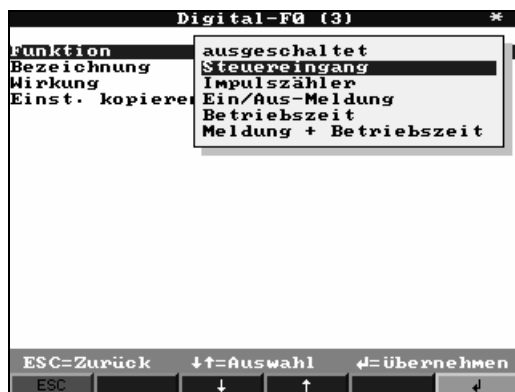 Digital-F0 (3) *
Funktion
Bezeichnung
Wirkung
Einst. kopieren
ausgeschaltet
Steuereingang
Impulszähler
Ein/Aus-Meldung
Betriebszeit
Meldung + Betriebszeit
ESC=Zurück ↓↑=Auswahl ↲=übernehmen
ESC ↓ ↑ ↲